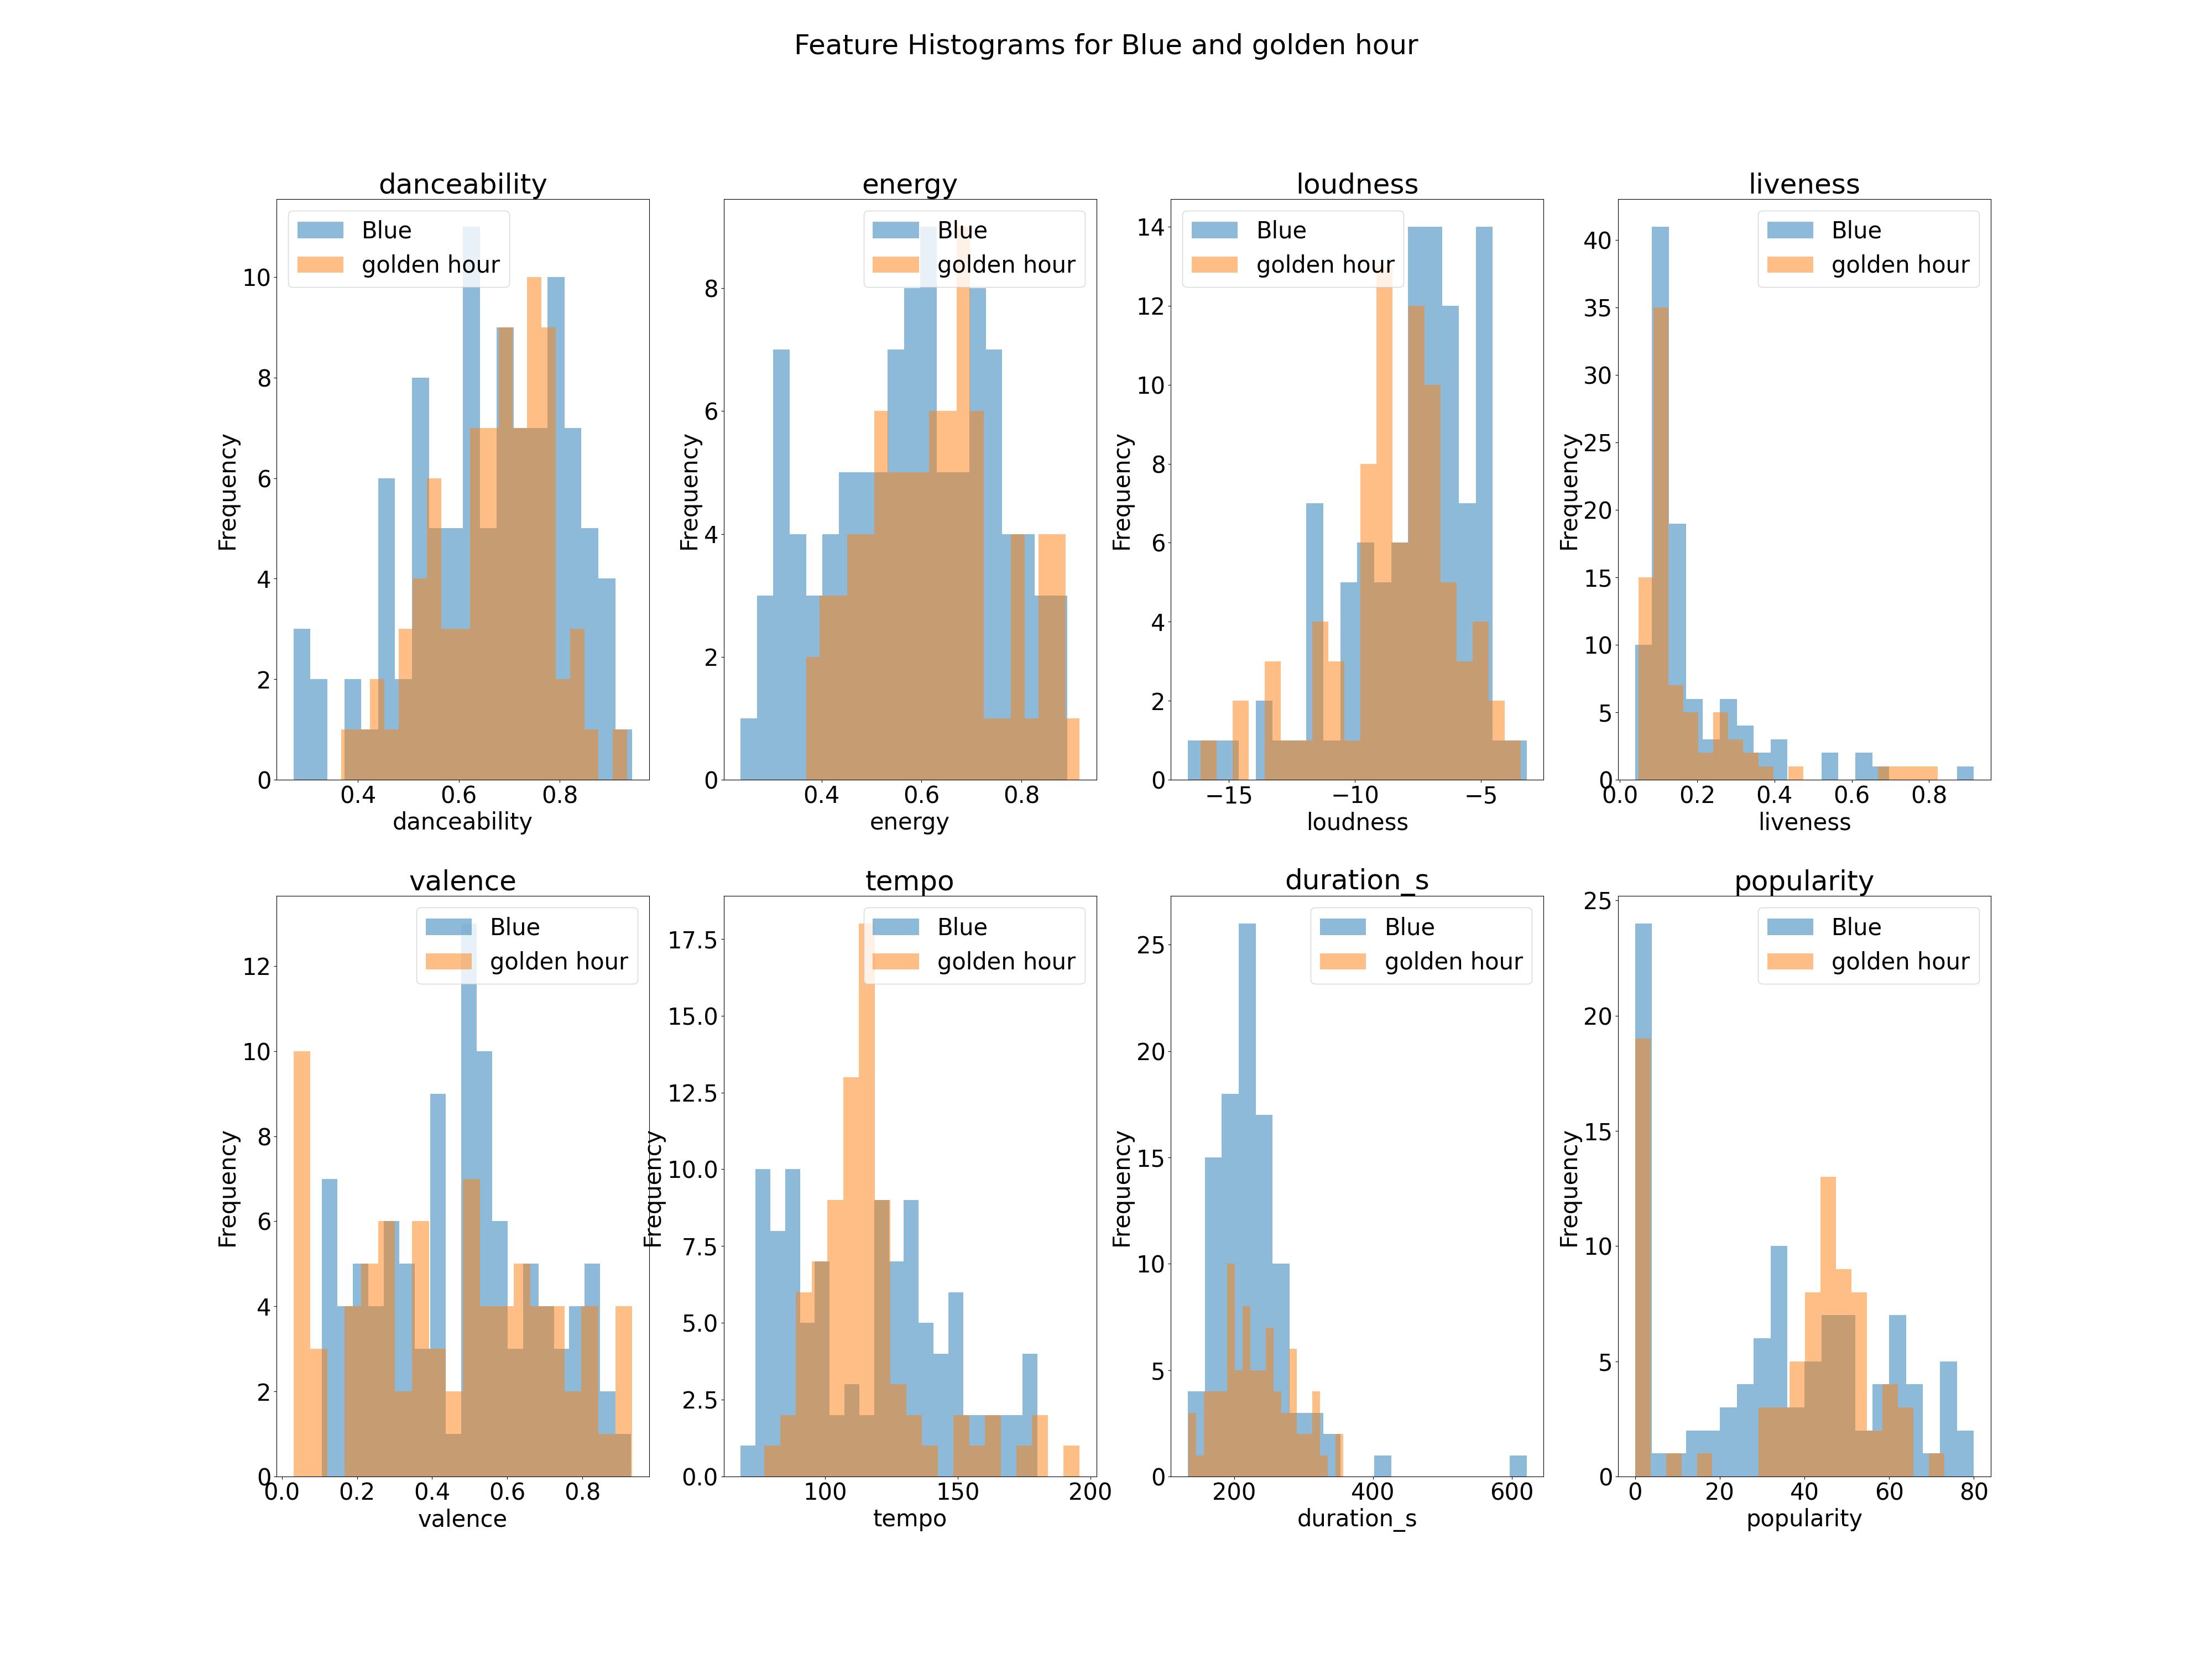 Feature Histograms for Blue and golden hour
danceability
Blue
golden hour
10
8
6
4
2
0
0.4 0.6 0.8
Frequency
danceability
energy
Blue
golden hour
8
6
4
2
0
0.4 0.6 0.8
Frequency
energy
loudness
Blue
golden hour
14
12
10
8
6
4
2
0
−15 −10 −5
Frequency
loudness
liveness
Blue
golden hour
40
35
30
25
20
15
10
5
0
0.0 0.2 0.4 0.6 0.8
Frequency
liveness
valence
Blue
golden hour
12
10
8
6
4
2
0
0.0 0.2 0.4 0.6 0.8
Frequency
valence
tempo
Blue
golden hour
17.5
15.0
12.5
10.0
7.5
5.0
2.5
0.0
100 150 200
Frequency
tempo
duration_s
Blue
golden hour
25
20
15
10
5
0
200 400 600
Frequency
duration_s
popularity
Blue
golden hour
25
20
15
10
5
0
0 20 40 60 80
Frequency
popularity